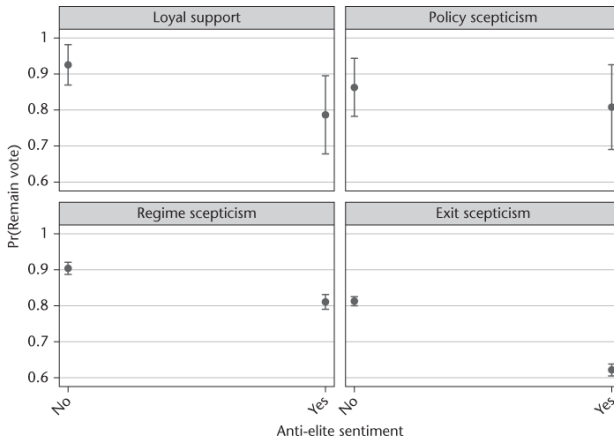 Loyal support Policy scepticism
1
0.9
0.8
0.7
0.6
Regime scepticism Exit scepticism
1
0.9
0.8
0.7
0.6
Pr(Remain vote)
No Yes No Yes
Anti-elite sentiment